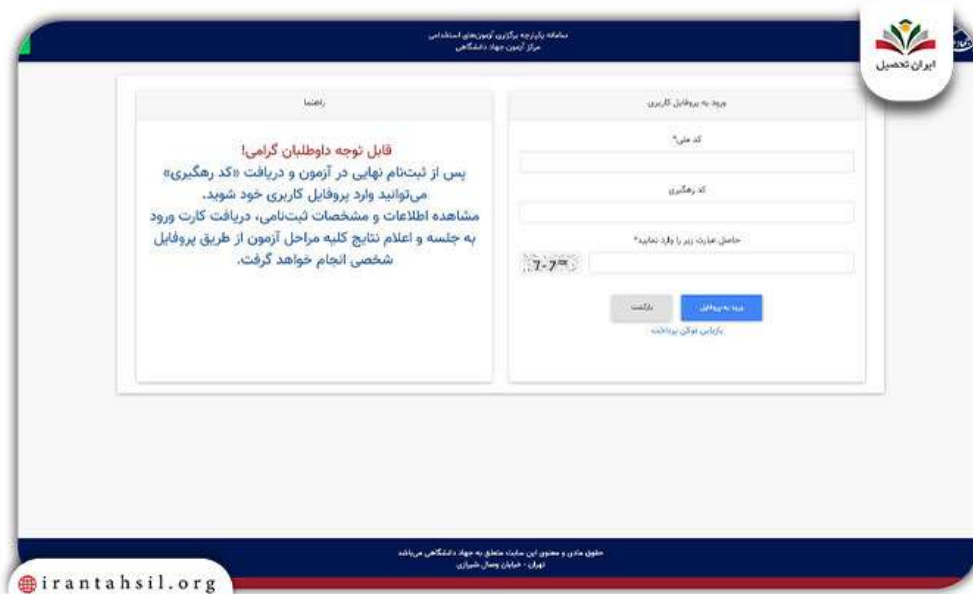 سامانه یکپارچه برگزاری آزمون‌های استخدامی
مرکز آزمون جهاد دانشگاهی
ایران تحصیل
ورود به پروفایل کاربری
کد ملی*
کد رهگیری
حاصل عبارت زیر را وارد نمایید*
7-7=
ورود به پروفایل
بازگشت
بازیابی توکن پرداخت
راهنما
قابل توجه داوطلبان گرامی!
پس از ثبت‌نام نهایی در آزمون و دریافت «کد رهگیری»
می‌توانید وارد پروفایل کاربری خود شوید.
مشاهده اطلاعات و مشخصات ثبت‌نامی، دریافت کارت ورود
به جلسه و اعلام نتایج کلیه مراحل آزمون از طریق پروفایل
شخصی انجام خواهد گرفت.
حقوق مادی و معنوی این سایت متعلق به جهاد دانشگاهی می‌باشد
تهران - خیابان وصال شیرازی
irantahsil.org